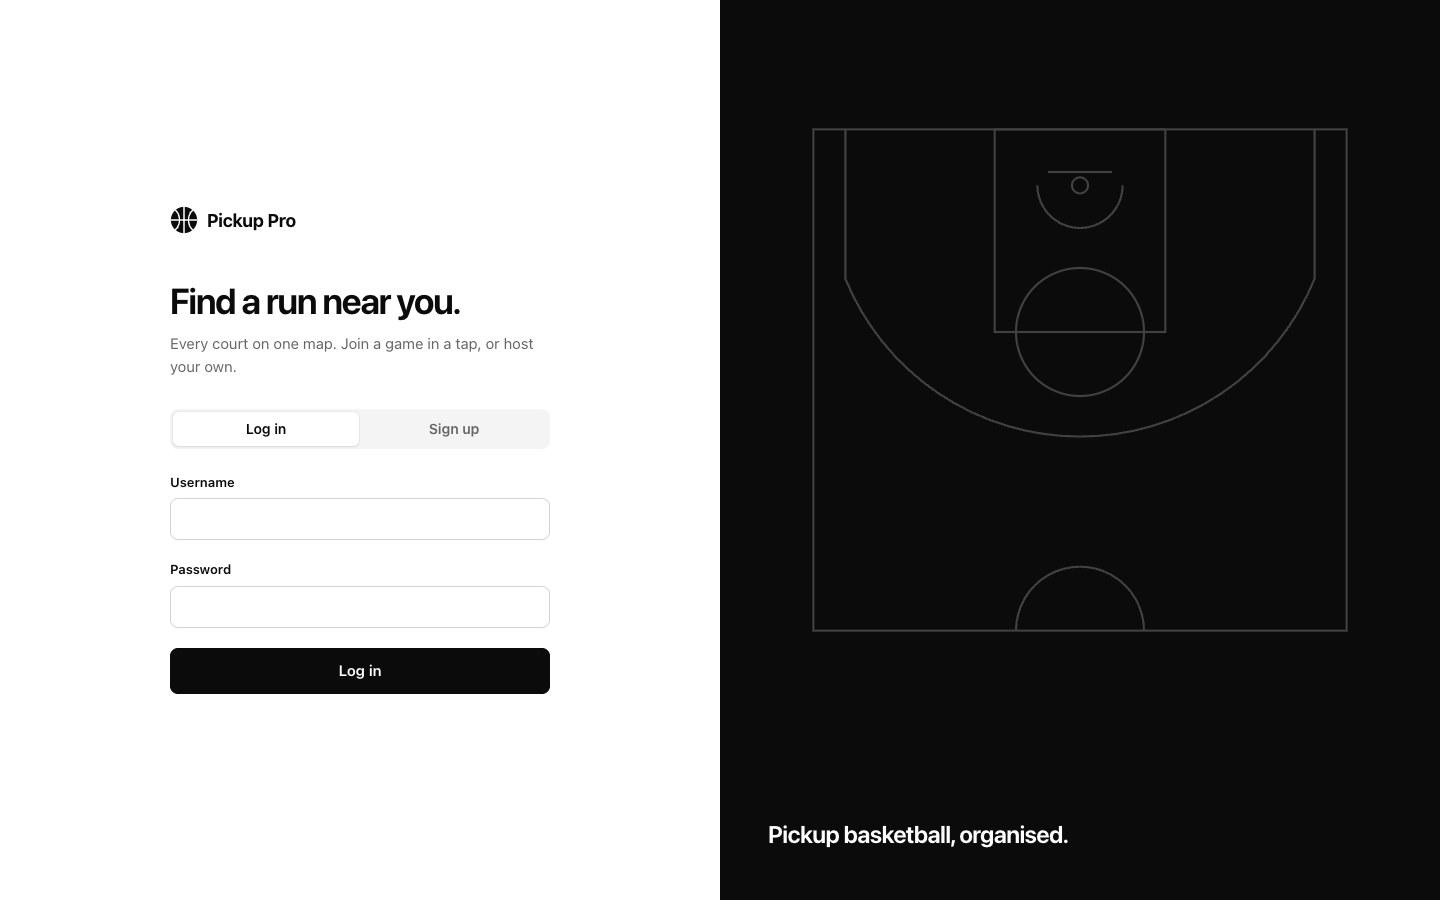 Pickup Pro
Find a run near you.
Every court on one map. Join a game in a tap, or host
your own.
Log in
Sign up
Username
Password
Log in
Pickup basketball, organised.